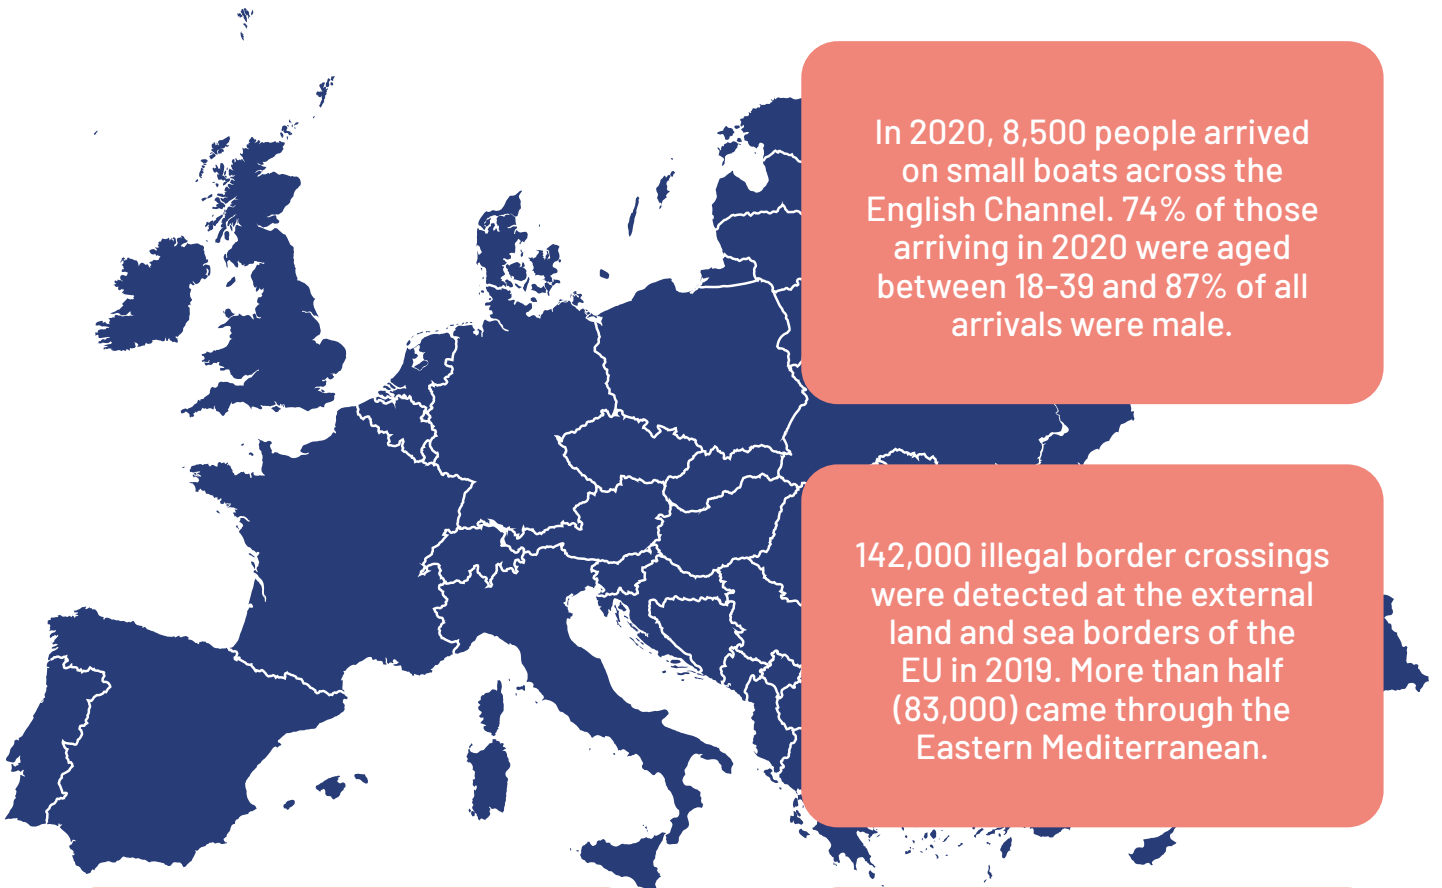 In 2020, 8,500 people arrived
on small boats across the
English Channel. 74% of those
arriving in 2020 were aged
between 18-39 and 87% of all
arrivals were male.
142,000 illegal border crossings
were detected at the external
land and sea borders of the
EU in 2019. More than half
(83,000) came through the
Eastern Mediterranean.